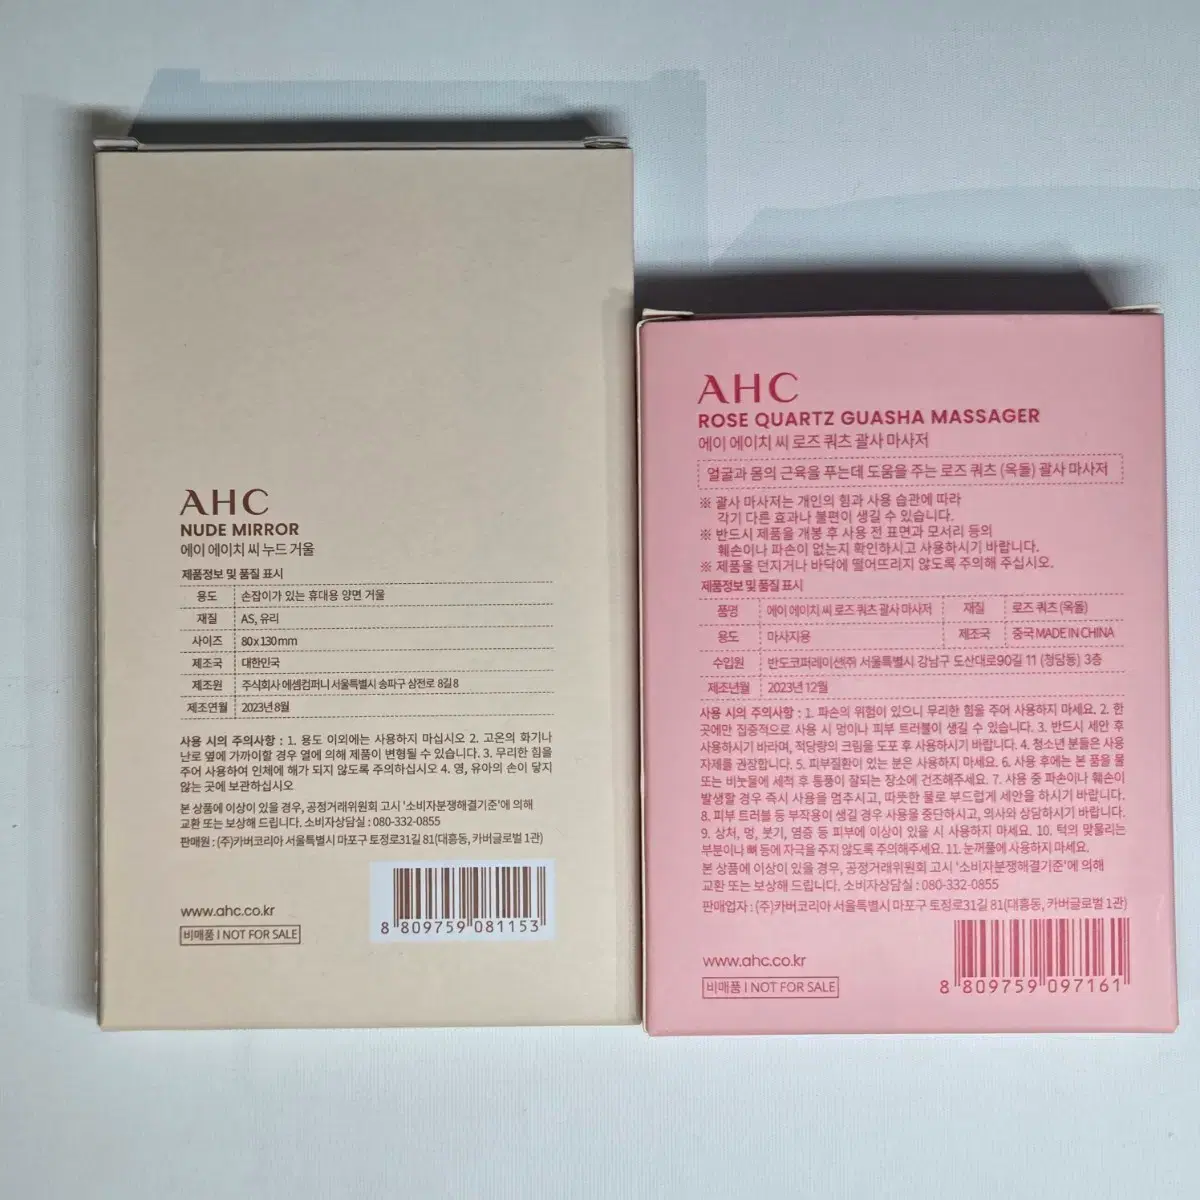 AHC
NUDE MIRROR
에이 에이치 씨 누드 거울
제품정보 및 품질 표시
용도 손잡이가 있는 휴대용 양면 거울
재질 AS, 유리
사이즈 80x130mm
제조국 대한민국
제조원 주식회사 에셈컴퍼니 서울특별시 송파구 삼전로 8길 8
제조연월 2023년 8월
사용 시의 주의사항 : 1. 용도 이외에는 사용하지 마십시오 2. 고온의 화기나
난로 옆에 가까이할 경우 열에 의해 제품이 변형될 수 있습니다. 3. 무리한 힘을
주어 사용하여 인체에 해가 되지 않도록 주의하십시오 4. 영, 유아의 손이 닿지
않는 곳에 보관하십시오
본 상품에 이상이 있을 경우, 공정거래위원회 고시 '소비자분쟁해결기준'에 의해
교환 또는 보상해 드립니다. 소비자상담실 : 080-332-0855
판매원 : (주)카버코리아 서울특별시 마포구 토정로31길 81(대흥동, 카버글로벌 1관)
www.ahc.co.kr
비매품 I NOT FOR SALE
8 809759 081153
AHC
ROSE QUARTZ GUASHA MASSAGER
에이 에이치 씨 로즈 쿼츠 괄사 마사저
얼굴과 몸의 근육을 푸는데 도움을 주는 로즈 쿼츠 (옥돌) 괄사 마사저
※ 괄사 마사저는 개인의 힘과 사용 습관에 따라
각기 다른 효과나 불편이 생길 수 있습니다.
※ 반드시 제품을 개봉 후 사용 전 표면과 모서리 등의
훼손이나 파손이 없는지 확인하시고 사용하시기 바랍니다.
※ 제품을 던지거나 바닥에 떨어뜨리지 않도록 주의해 주십시오.
제품정보 및 품질 표시
품명 에이 에이치 씨 로즈 쿼츠 괄사 마사저 재질 로즈 쿼츠 (옥돌)
용도 마사지용 제조국 중국 MADE IN CHINA
수입원 반도코퍼레이션㈜ 서울특별시 강남구 도산대로90길 11 (청담동) 3층
제조년월 2023년 12월
사용 시의 주의사항 : 1. 파손의 위험이 있으니 무리한 힘을 주어 사용하지 마세요. 2. 한
곳에만 집중적으로 사용 시 멍이나 피부 트러블이 생길 수 있습니다. 3. 반드시 세안 후
사용하시기 바라며, 적당량의 크림을 도포 후 사용하시기 바랍니다. 4. 청소년 분들은 사용
자제를 권장합니다. 5. 피부질환이 있는 분은 사용하지 마세요. 6. 사용 후에는 본 품을 물
또는 비눗물에 세척 후 통풍이 잘되는 장소에 건조해주세요. 7. 사용 중 파손이나 훼손이
발생할 경우 즉시 사용을 멈추시고, 따뜻한 물로 부드럽게 세안을 하시기 바랍니다.
8. 피부 트러블 등 부작용이 생길 경우 사용을 중단하시고, 의사와 상담하시기 바랍니다.
9. 상처, 멍, 붓기, 염증 등 피부에 이상이 있을 시 사용하지 마세요. 10. 턱의 맞물리는
부분이나 뼈 등에 자극을 주지 않도록 주의해주세요. 11. 눈꺼풀에 사용하지 마세요.
본 상품에 이상이 있을 경우, 공정거래위원회 고시 '소비자분쟁해결기준'에 의해
교환 또는 보상해 드립니다. 소비자상담실 : 080-332-0855
판매업자 : (주)카버코리아 서울특별시 마포구 토정로31길 81(대흥동, 카버글로벌 1관)
www.ahc.co.kr
비매품 I NOT FOR SALE
8 809759 097161